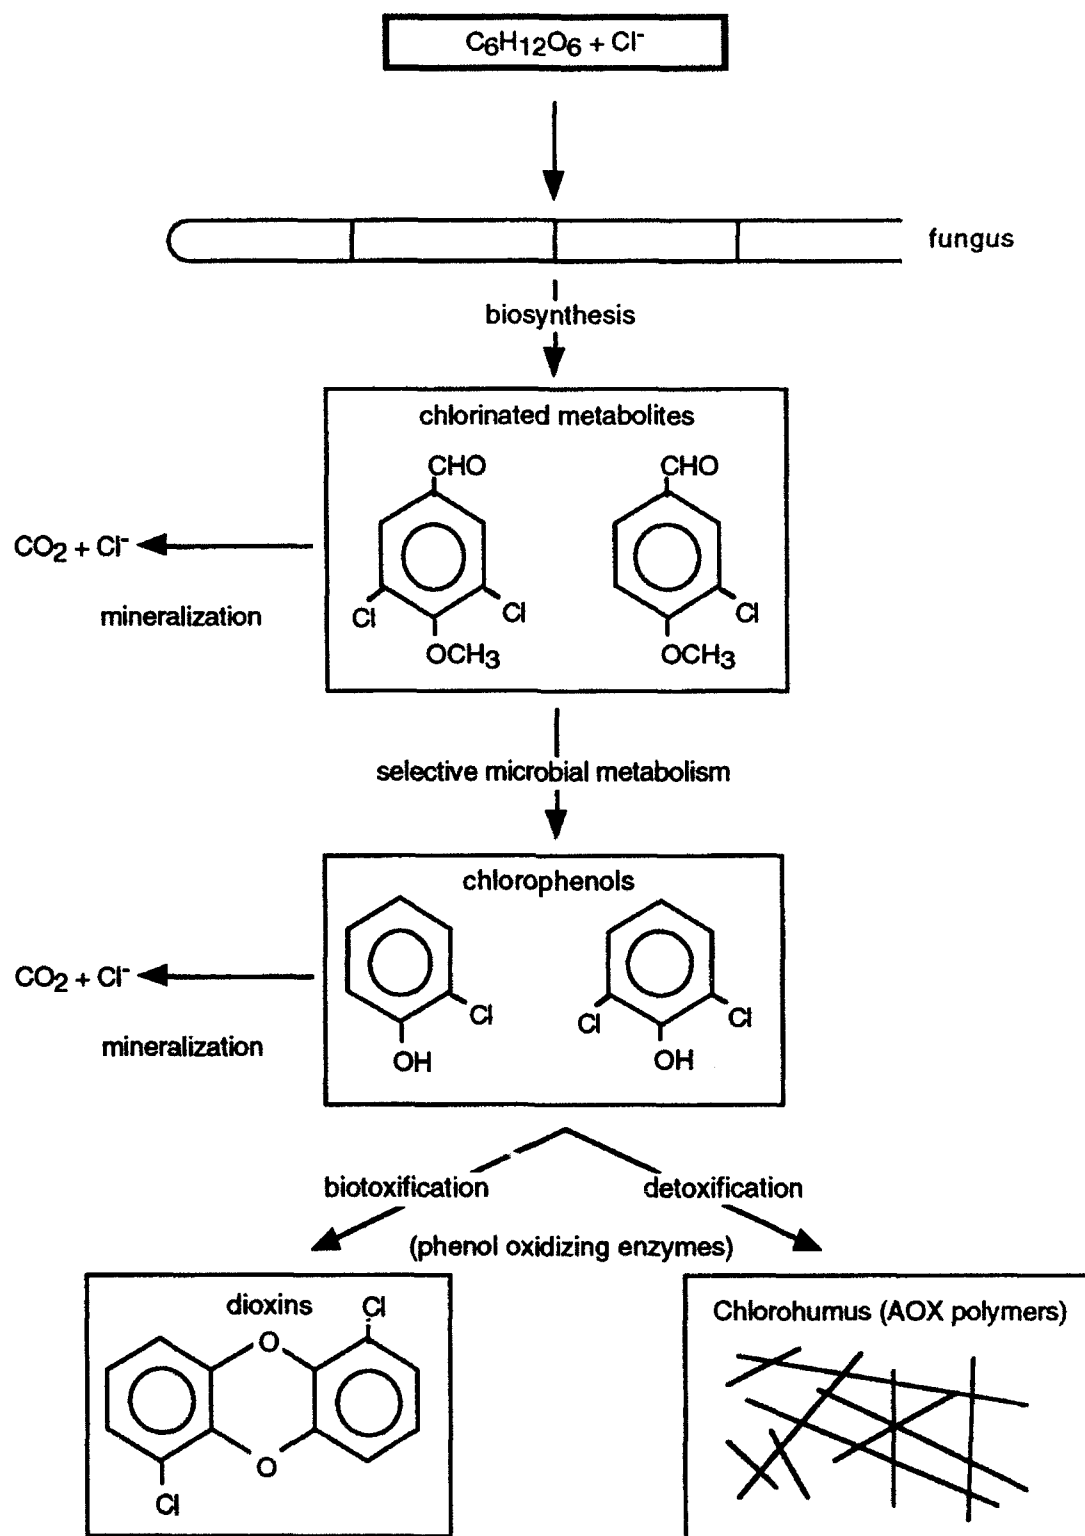 C6H12O6 + Cl⁻
fungus
biosynthesis
chlorinated metabolites
CHO
CHO
CO2 + Cl⁻
Cl
Cl
Cl
mineralization
OCH3
OCH3
selective microbial metabolism
chlorophenols
CO2 + Cl⁻
Cl
Cl
Cl
mineralization
OH
OH
biotoxification
detoxification
(phenol oxidizing enzymes)
dioxins
Cl
O
O
Cl
Chlorohumus (AOX polymers)